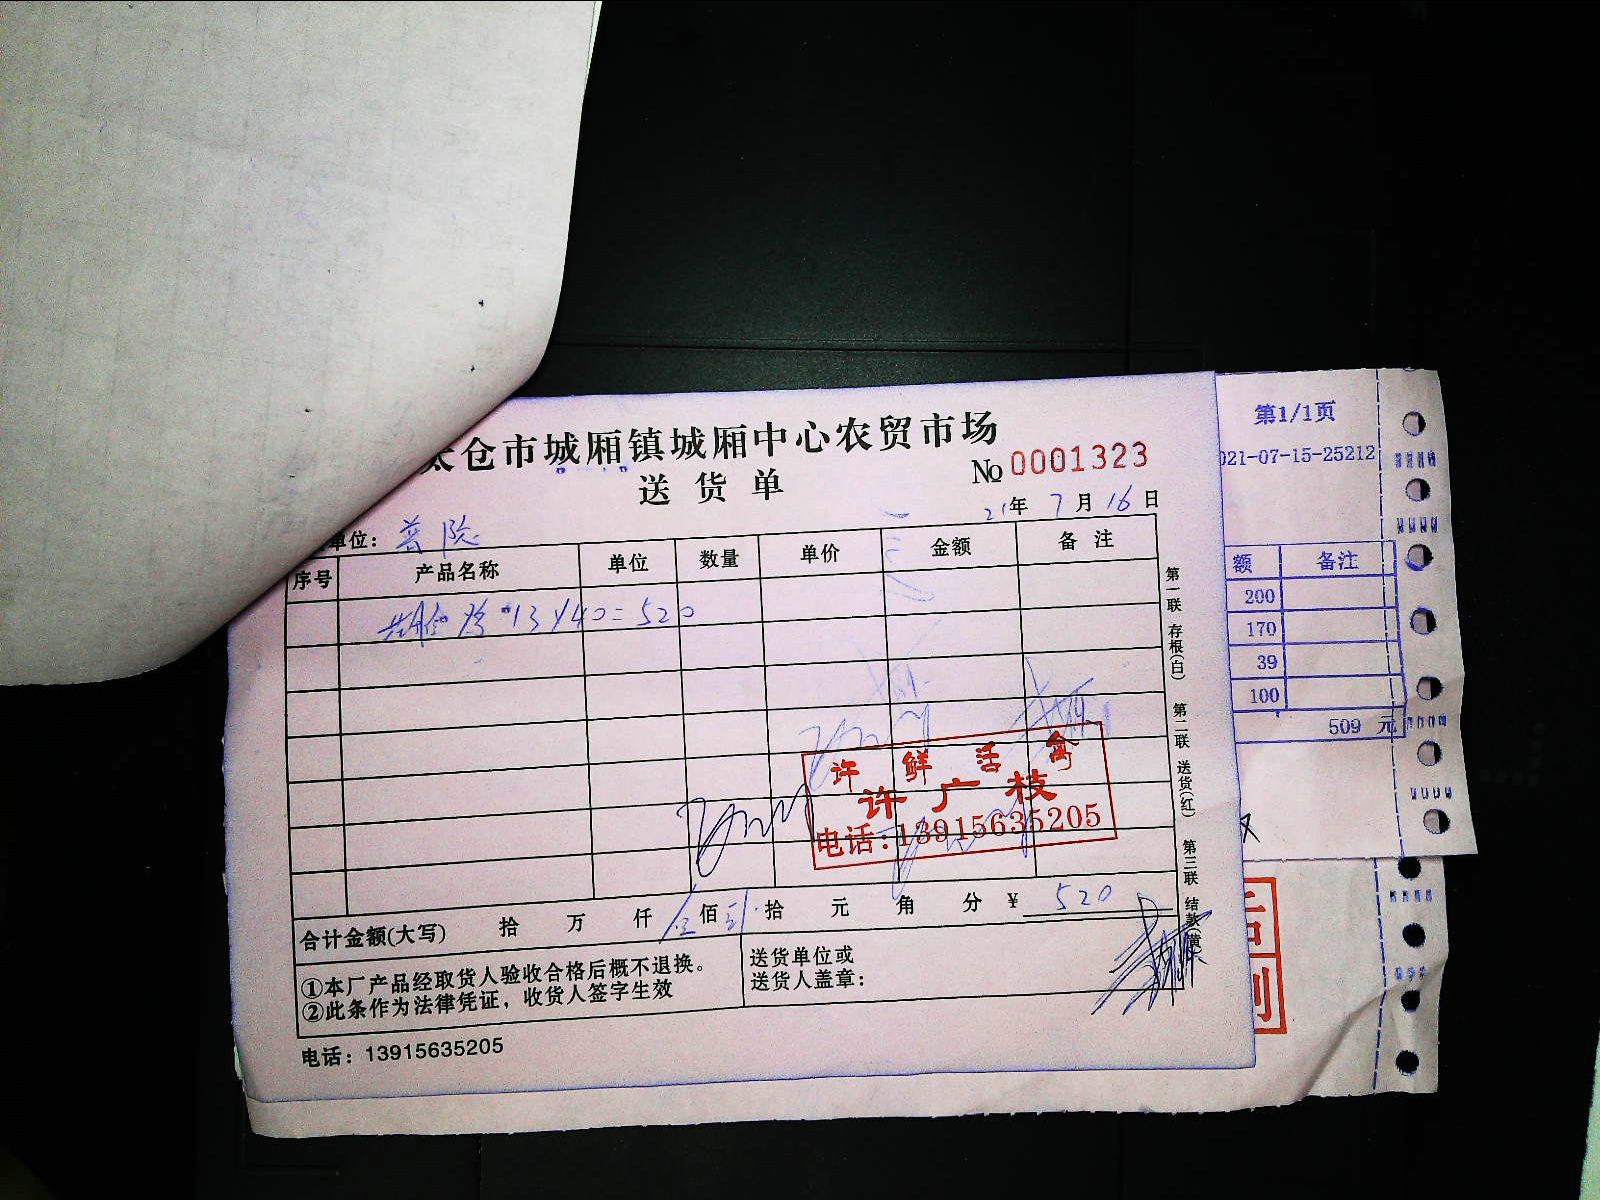 太仓市城厢镇城厢中心农贸市场
送货单
№ 0001323
21年 7月 16日
单位:
序号 产品名称 单位 数量 单价 金额 备注
13×40=520
许鲜活禽
许广枝
电话:13915635205
合计金额(大写) 拾 万 仟 佰 拾 元 角 分 ¥ 520
①本厂产品经取货人验收合格后概不退换。
②此条作为法律凭证，收货人签字生效
送货单位或
送货人盖章：
电话：13915635205
第一联 存根(白) 第二联 送货(红) 第三联 结款(黄)
第1/1页
021-07-15-25212
额 备注
200
170
39
100
509 元